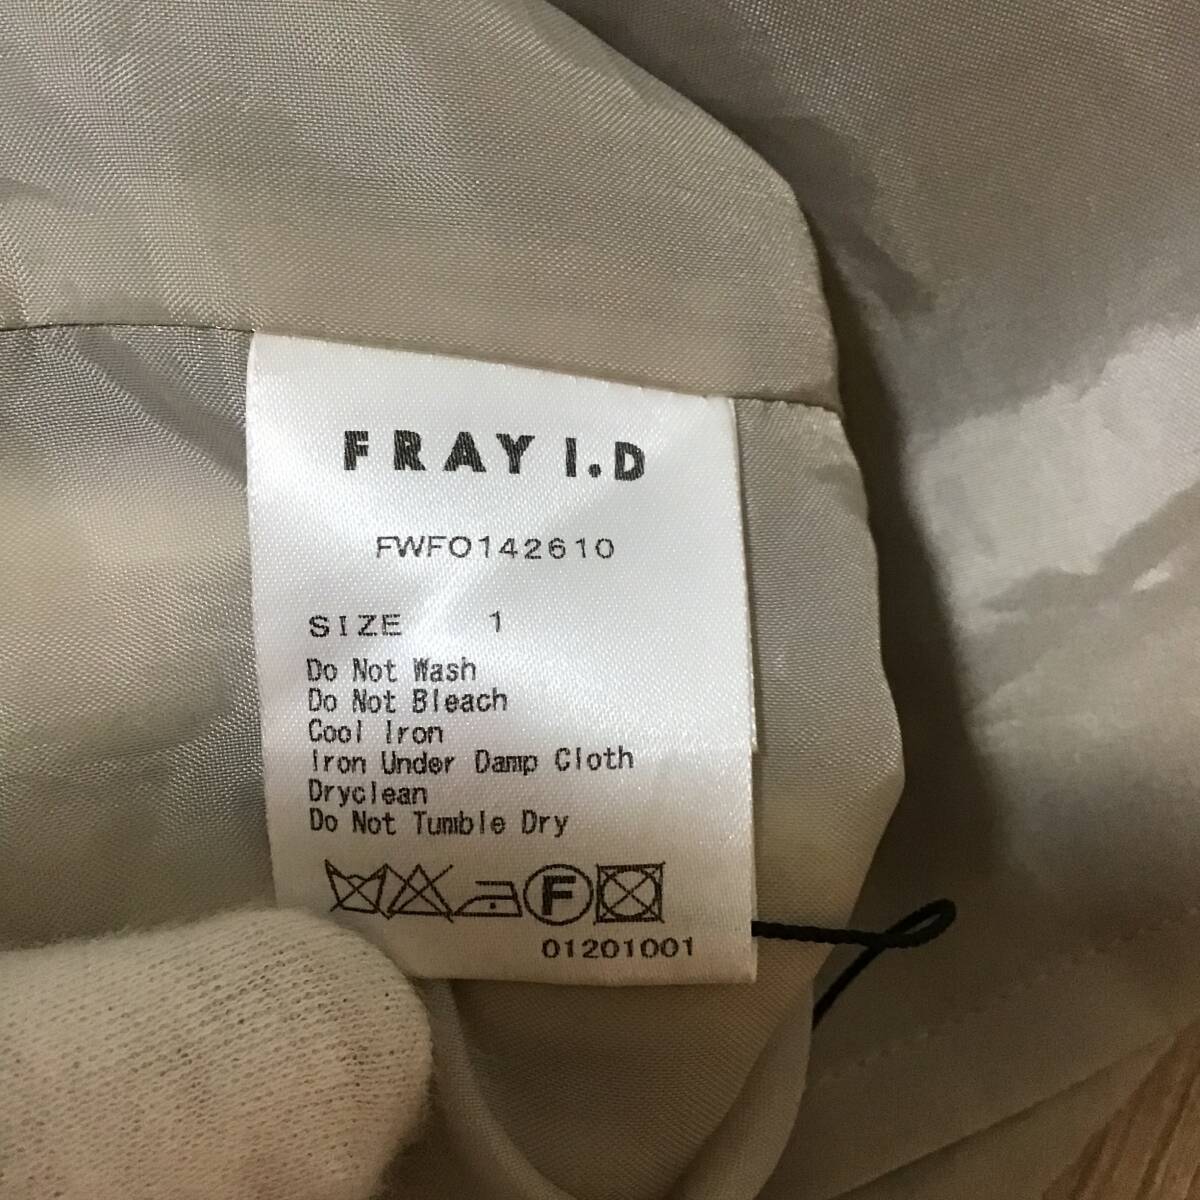 FRAY I.D
FWFO142610
SIZE 1
Do Not Wash
Do Not Bleach
Cool Iron
Iron Under Damp Cloth
Dryclean
Do Not Tumble Dry
F
01201001